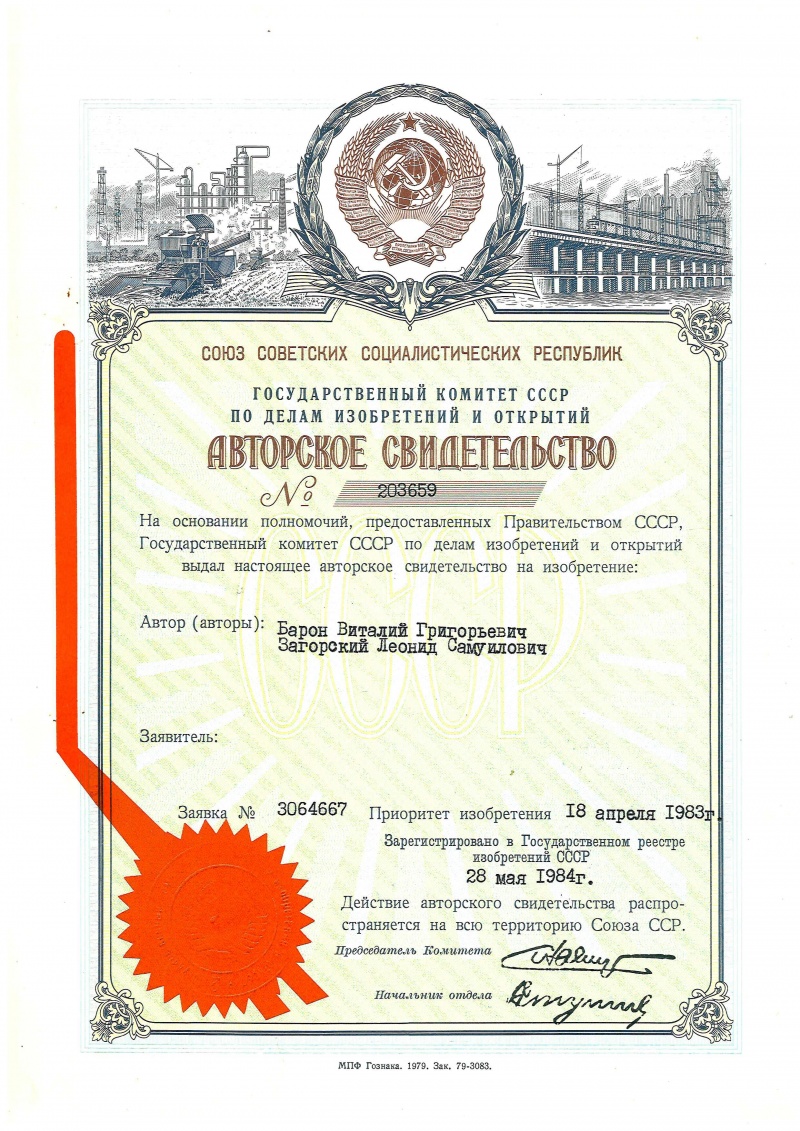 СОЮЗ СОВЕТСКИХ СОЦИАЛИСТИЧЕСКИХ РЕСПУБЛИК
ГОСУДАРСТВЕННЫЙ КОМИТЕТ СССР
ПО ДЕЛАМ ИЗОБРЕТЕНИЙ И ОТКРЫТИЙ
АВТОРСКОЕ СВИДЕТЕЛЬСТВО
№ 203659
На основании полномочий, предоставленных Правительством СССР,
Государственный комитет СССР по делам изобретений и открытий
выдал настоящее авторское свидетельство на изобретение:
СССР
Автор (авторы): Барон Виталий Григорьевич
Загорский Леонид Самуилович
Заявитель:
Заявка № 3064667 Приоритет изобретения 18 апреля 1983г.
Зарегистрировано в Государственном реестре
изобретений СССР
28 мая 1984г.
Действие авторского свидетельства распро-
страняется на всю территорию Союза ССР.
Председатель Комитета
Начальник отдела
МПФ Гознака. 1979. Зак. 79-3083.